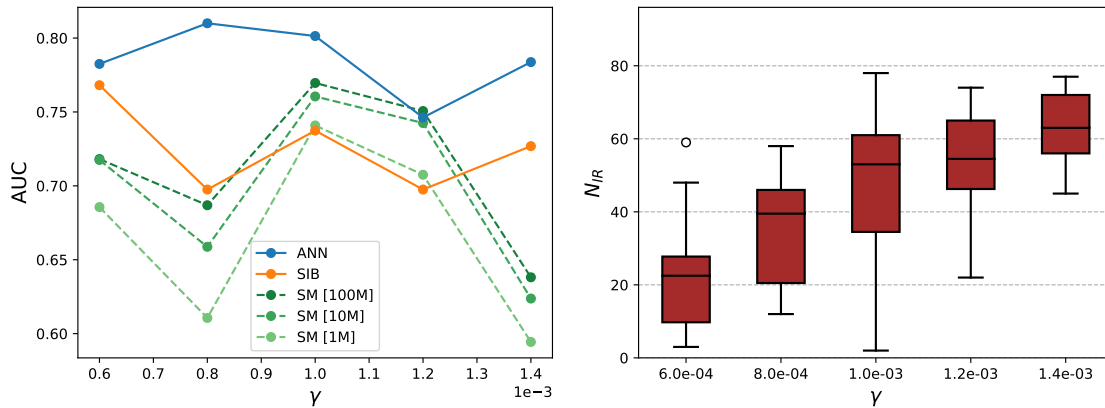 AUC
0.80
0.75
0.70
0.65
0.60
ANN
SIB
SM [100M]
SM [10M]
SM [1M]
0.6 0.7 0.8 0.9 1.0 1.1 1.2 1.3 1.4
1e−3
γ
N_IR
80
60
40
20
0
6.0e-04 8.0e-04 1.0e-03 1.2e-03 1.4e-03
γ